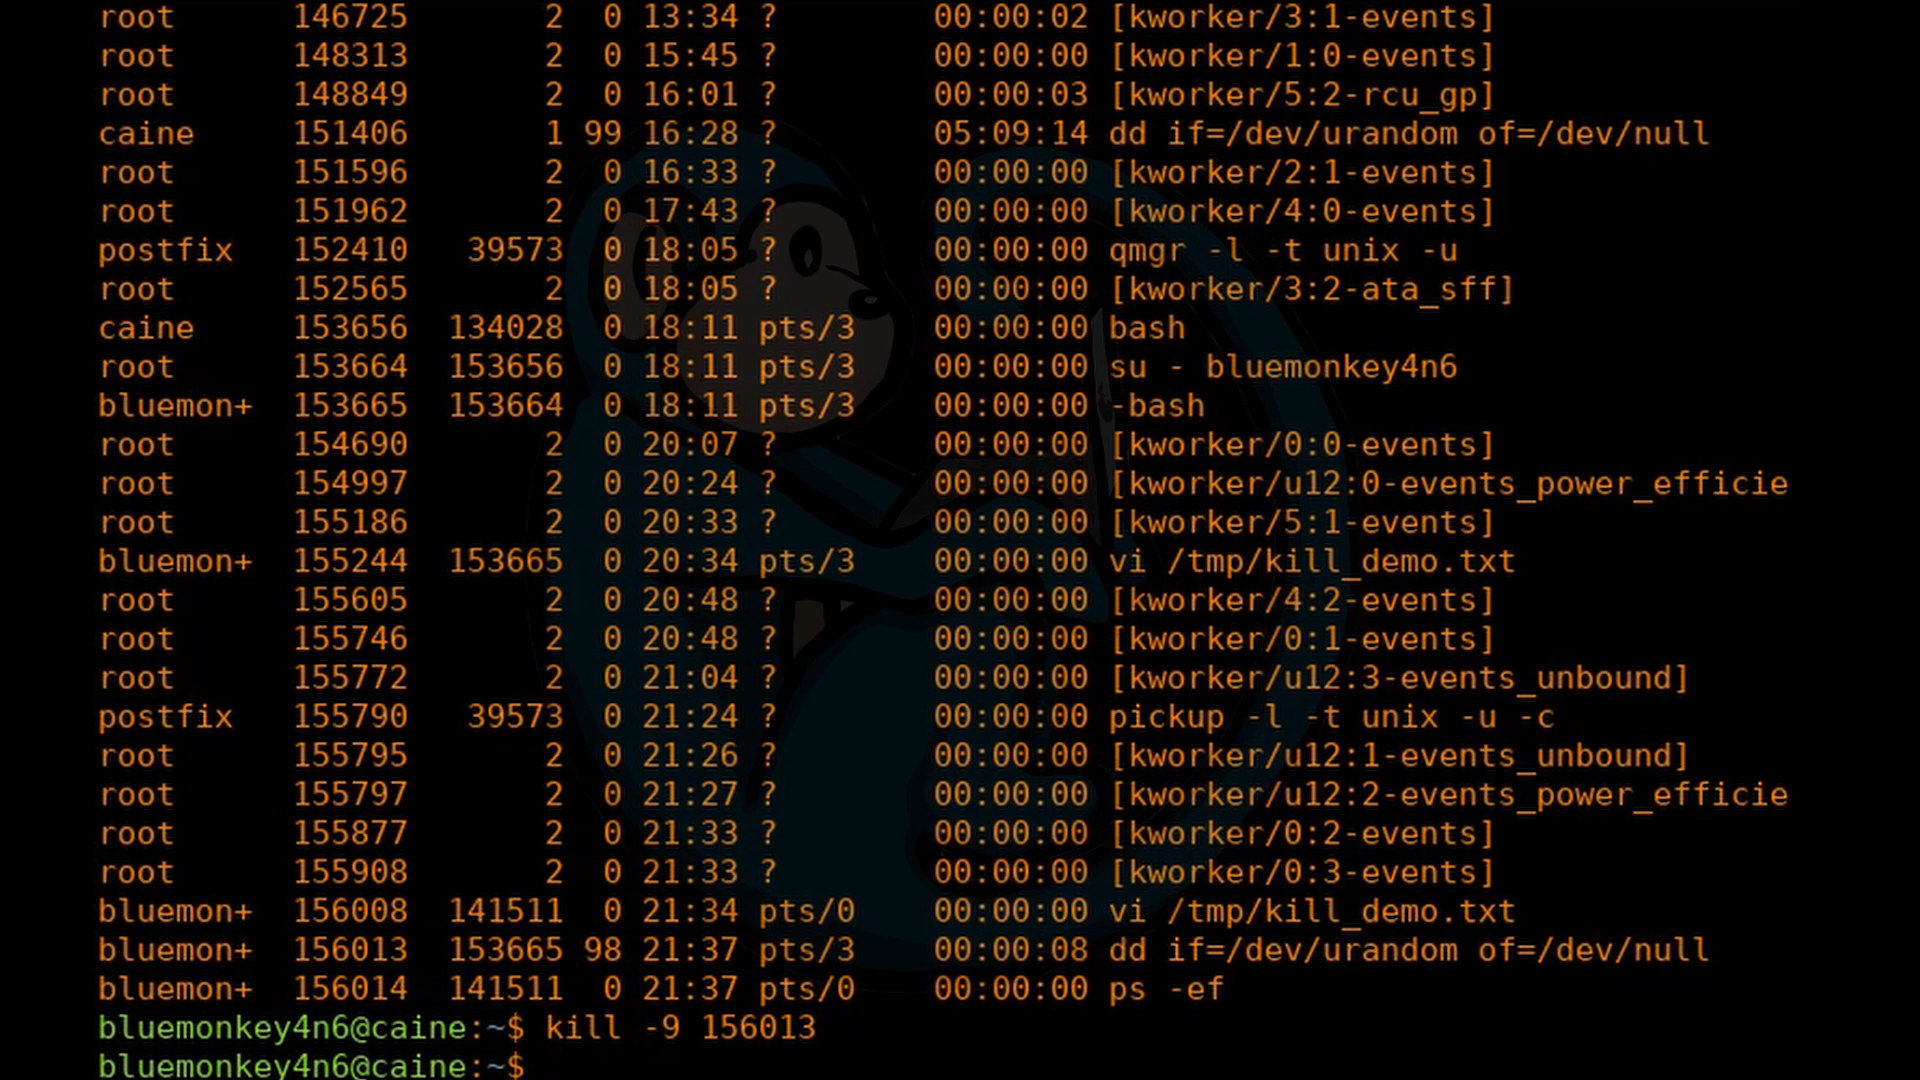 root      146725       2  0 13:34 ?        00:00:02 [kworker/3:1-events]
root      148313       2  0 15:45 ?        00:00:00 [kworker/1:0-events]
root      148849       2  0 16:01 ?        00:00:03 [kworker/5:2-rcu_gp]
caine     151406       1 99 16:28 ?        05:09:14 dd if=/dev/urandom of=/dev/null
root      151596       2  0 16:33 ?        00:00:00 [kworker/2:1-events]
root      151962       2  0 17:43 ?        00:00:00 [kworker/4:0-events]
postfix   152410   39573  0 18:05 ?        00:00:00 qmgr -l -t unix -u
root      152565       2  0 18:05 ?        00:00:00 [kworker/3:2-ata_sff]
caine     153656  134028  0 18:11 pts/3    00:00:00 bash
root      153664  153656  0 18:11 pts/3    00:00:00 su - bluemonkey4n6
bluemon+  153665  153664  0 18:11 pts/3    00:00:00 -bash
root      154690       2  0 20:07 ?        00:00:00 [kworker/0:0-events]
root      154997       2  0 20:24 ?        00:00:00 [kworker/u12:0-events_power_efficie
root      155186       2  0 20:33 ?        00:00:00 [kworker/5:1-events]
bluemon+  155244  153665  0 20:34 pts/3    00:00:00 vi /tmp/kill_demo.txt
root      155605       2  0 20:48 ?        00:00:00 [kworker/4:2-events]
root      155746       2  0 20:48 ?        00:00:00 [kworker/0:1-events]
root      155772       2  0 21:04 ?        00:00:00 [kworker/u12:3-events_unbound]
postfix   155790   39573  0 21:24 ?        00:00:00 pickup -l -t unix -u -c
root      155795       2  0 21:26 ?        00:00:00 [kworker/u12:1-events_unbound]
root      155797       2  0 21:27 ?        00:00:00 [kworker/u12:2-events_power_efficie
root      155877       2  0 21:33 ?        00:00:00 [kworker/0:2-events]
root      155908       2  0 21:33 ?        00:00:00 [kworker/0:3-events]
bluemon+  156008  141511  0 21:34 pts/0    00:00:00 vi /tmp/kill_demo.txt
bluemon+  156013  153665 98 21:37 pts/3    00:00:08 dd if=/dev/urandom of=/dev/null
bluemon+  156014  141511  0 21:37 pts/0    00:00:00 ps -ef
bluemonkey4n6@caine:~$ kill -9 156013
bluemonkey4n6@caine:~$